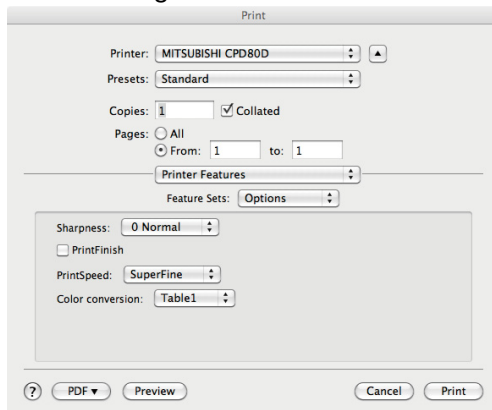 Print
Printer: MITSUBISHI CPD80D
Presets: Standard
Copies: 1 Collated
Pages: All
From: 1 to: 1
Printer Features
Feature Sets: Options
Sharpness: 0 Normal
PrintFinish
PrintSpeed: SuperFine
Color conversion: Table1
? PDF Preview Cancel Print